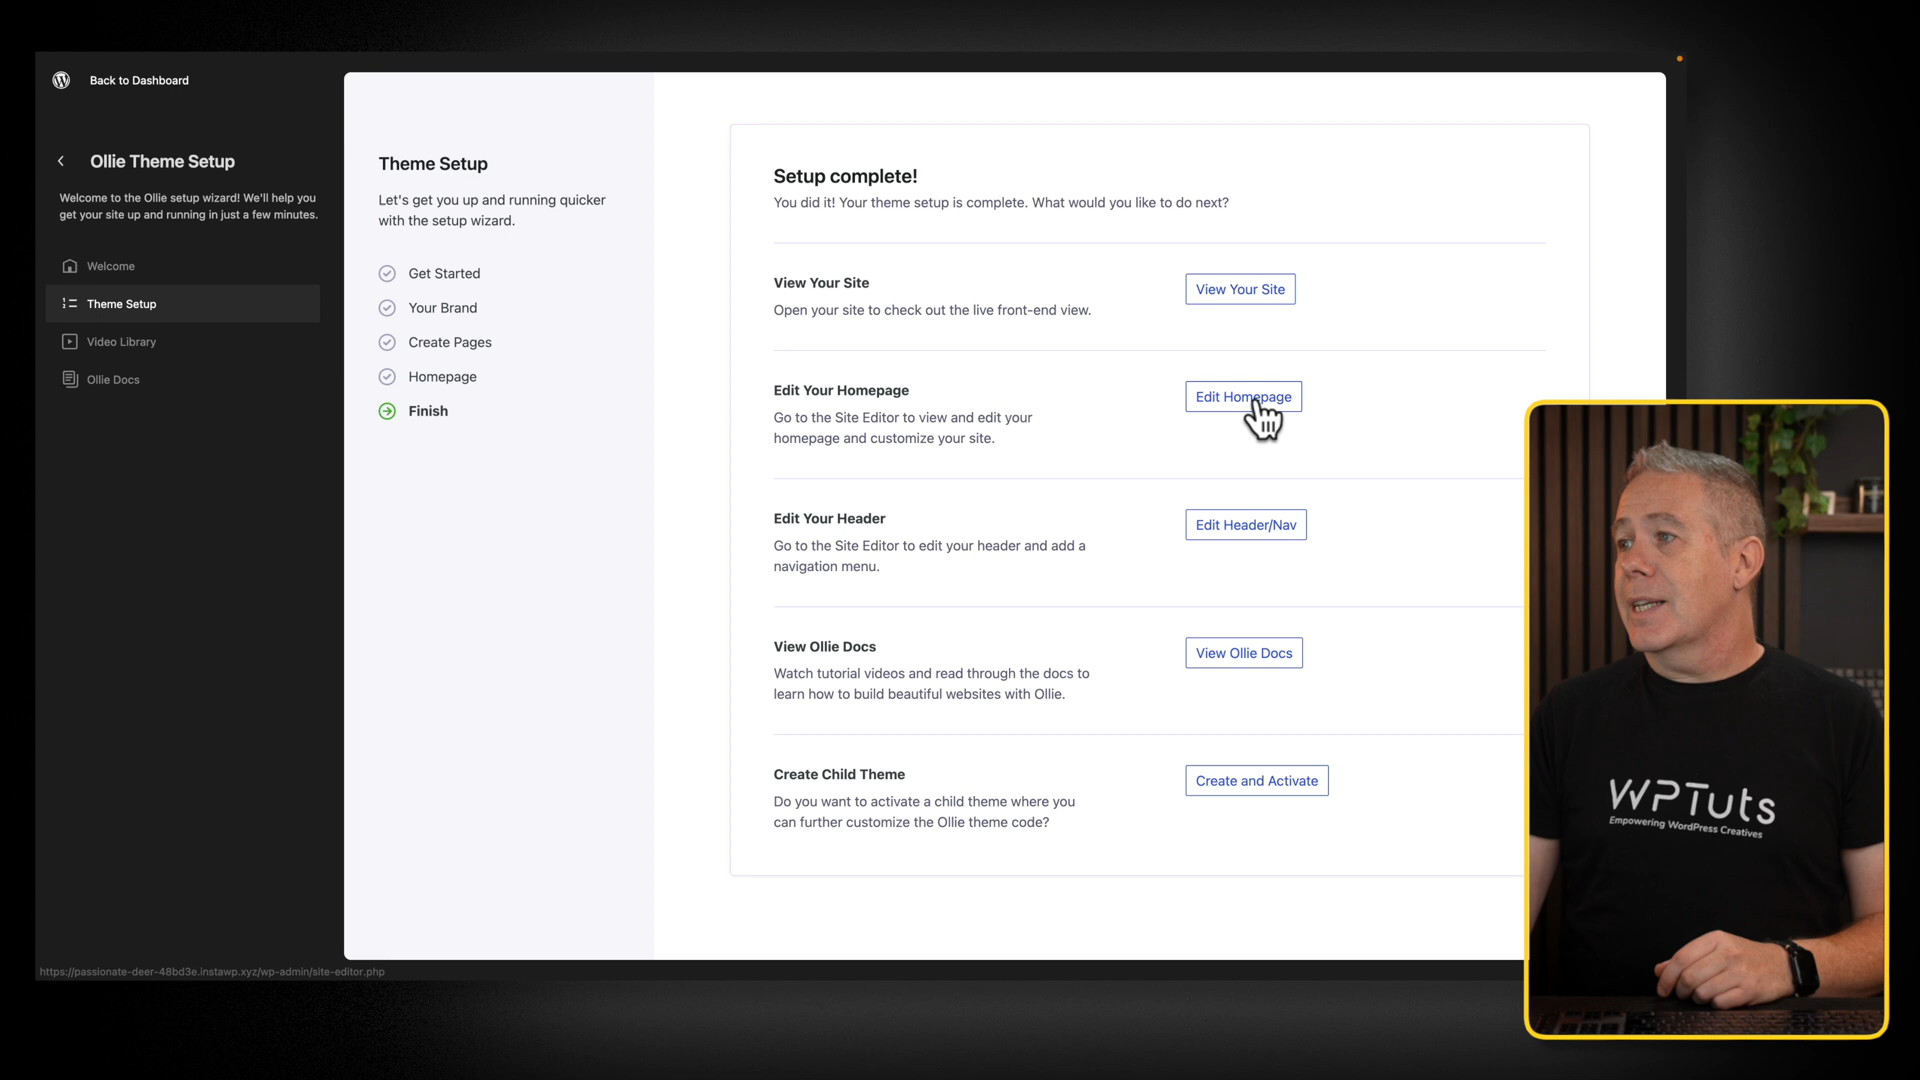 Back to Dashboard
Ollie Theme Setup
Welcome to the Ollie setup wizard! We'll help you
get your site up and running in just a few minutes.
Welcome
Theme Setup
Video Library
Ollie Docs
Theme Setup
Let's get you up and running quicker
with the setup wizard.
Get Started
Your Brand
Create Pages
Homepage
Finish
Setup complete!
You did it! Your theme setup is complete. What would you like to do next?
View Your Site
Open your site to check out the live front-end view.
View Your Site
Edit Your Homepage
Go to the Site Editor to view and edit your
homepage and customize your site.
Edit Homepage
Edit Your Header
Go to the Site Editor to edit your header and add a
navigation menu.
Edit Header/Nav
View Ollie Docs
Watch tutorial videos and read through the docs to
learn how to build beautiful websites with Ollie.
View Ollie Docs
Create Child Theme
Do you want to activate a child theme where you
can further customize the Ollie theme code?
Create and Activate
https://passionate-deer-48bd3e.instawp.xyz/wp-admin/site-editor.php
WPTuts
Empowering WordPress Creatives